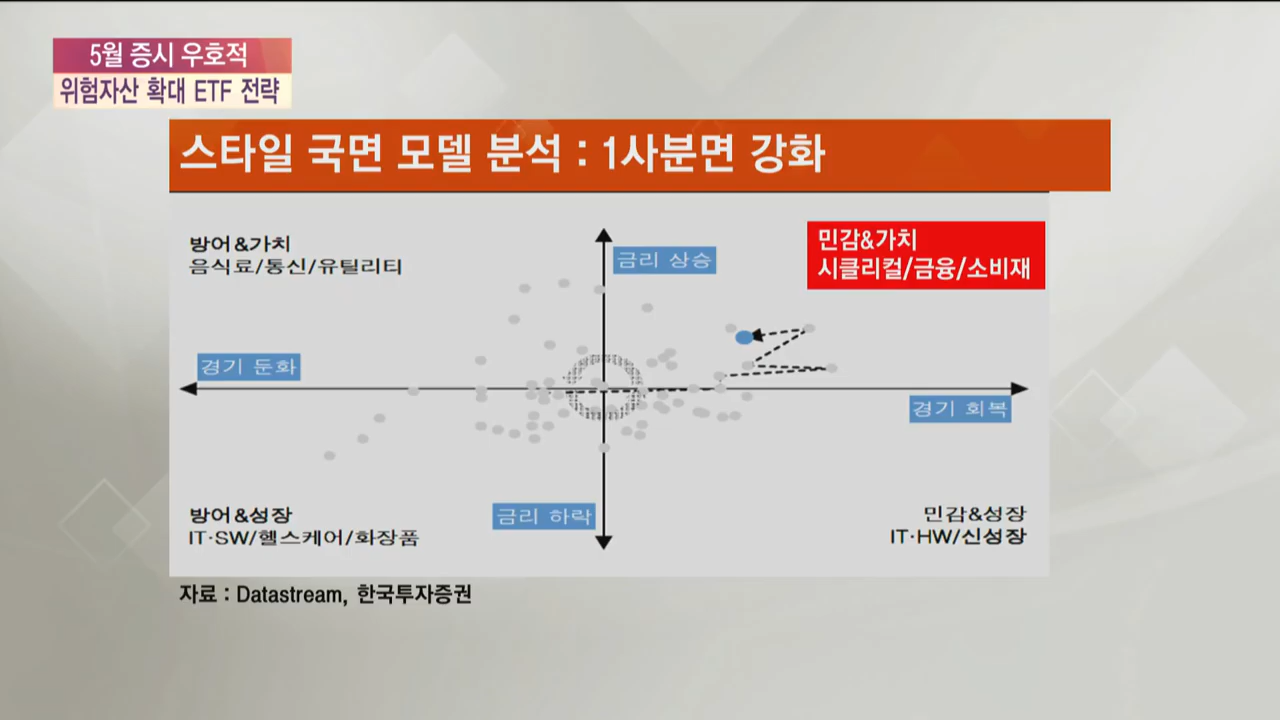 5월 증시 우호적
위험자산 확대 ETF 전략
스타일 국면 모델 분석 : 1사분면 강화
방어&가치
음식료/통신/유틸리티
금리 상승
민감&가치
시클리컬/금융/소비재
경기 둔화
경기 회복
방어&성장
IT·SW/헬스케어/화장품
금리 하락
민감&성장
IT·HW/신성장
자료 : Datastream, 한국투자증권